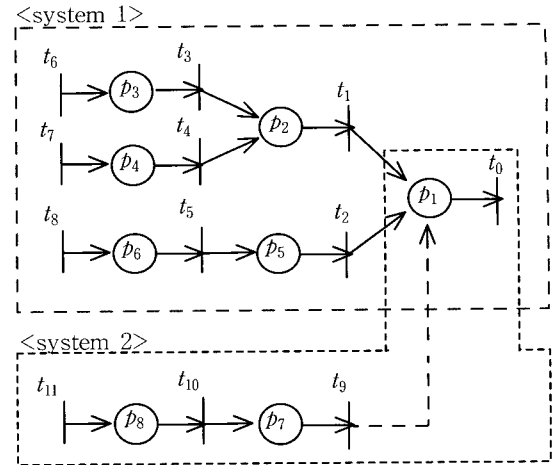 <system 1>
t6 t3
p3 t1
t7 t4 p2
p4 t0
p1
t8 t5 t2
p6 p5
<system 2>
t11 t10 t9
p8 p7